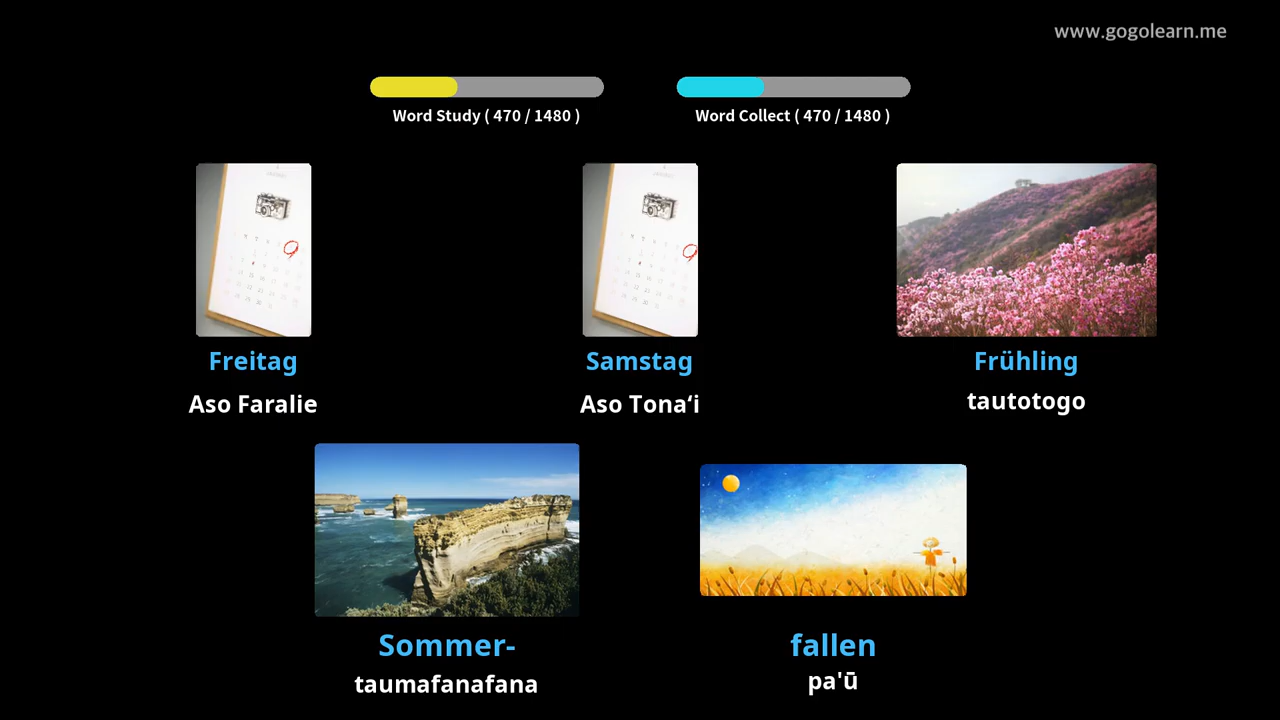 www.gogolearn.me
Word Study ( 470 / 1480 )
Word Collect ( 470 / 1480 )
Freitag
Aso Faralie
Samstag
Aso Tonaʻi
Frühling
tautotogo
Sommer-
taumafanafana
fallen
pa'ū